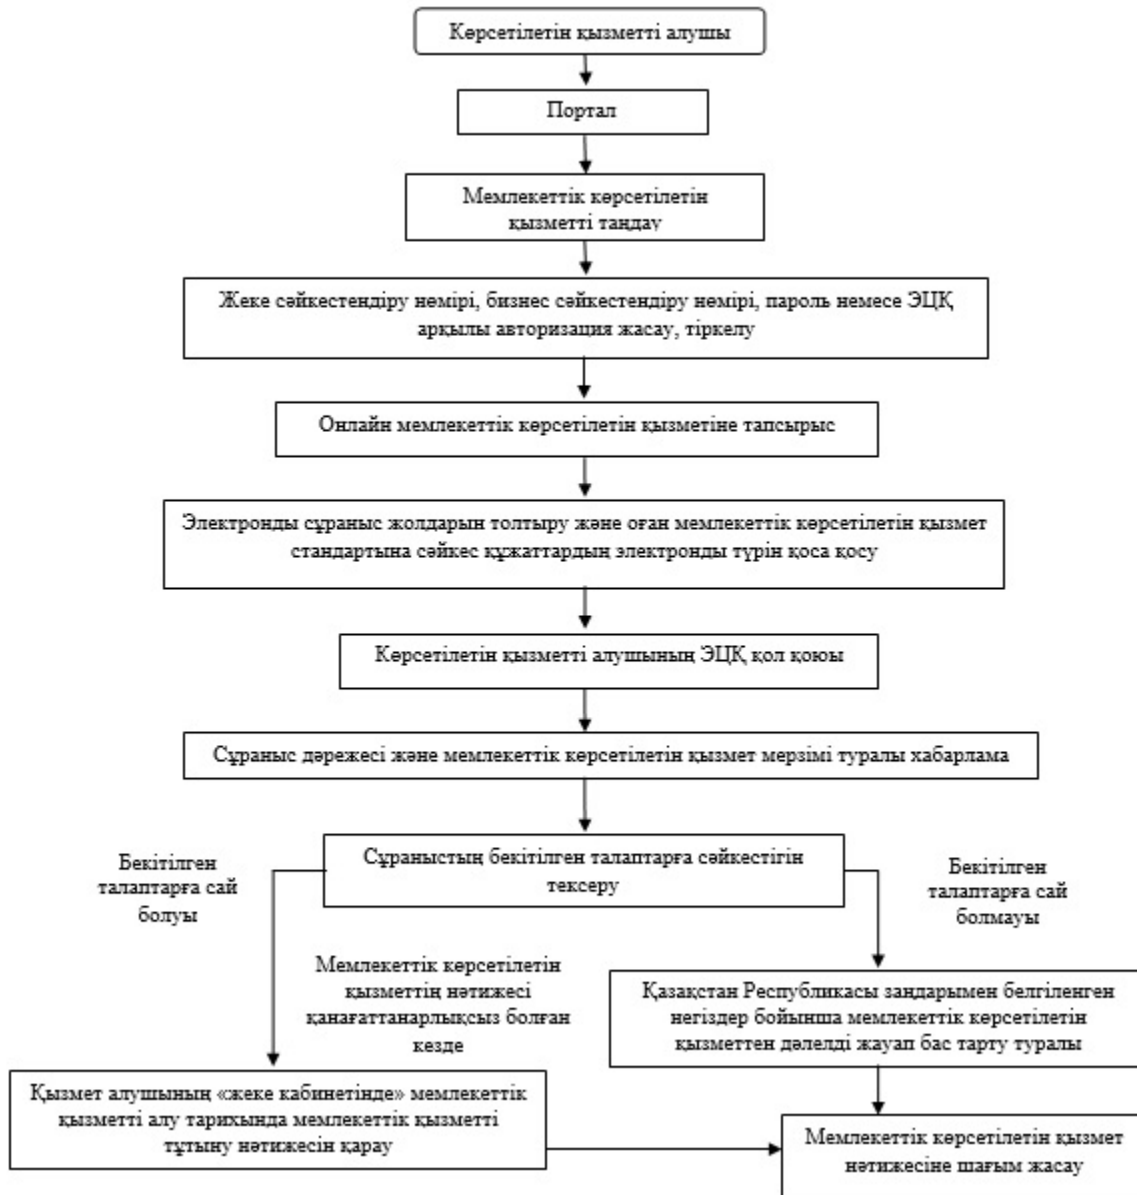 Көрсетілетін қызметті алушы
Портал
Мемлекеттік көрсетілетін
қызметті таңдау
Жеке сәйкестендіру нөмірі, бизнес сәйкестендіру нөмірі, пароль немесе ЭЦҚ
арқылы авторизация жасау, тіркелу
Онлайн мемлекеттік көрсетілетін қызметіне тапсырыс
Электронды сұраныс жолдарын толтыру және оған мемлекеттік көрсетілетін қызмет
стандартына сәйкес құжаттардың электронды түрін қоса қосу
Көрсетілетін қызметті алушының ЭЦҚ қол қоюы
Сұраныс дәрежесі және мемлекеттік көрсетілетін қызмет мерзімі туралы хабарлама
Сұраныстың бекітілген талаптарға сәйкестігін
тексеру
Бекітілген
талаптарға сай
болуы
Бекітілген
талаптарға сай
болмауы
Мемлекеттік көрсетілетін
қызметтің нәтижесі
қанағаттанарлықсыз болған
кезде
Қазақстан Республикасы заңдарымен белгіленген
негіздер бойынша мемлекеттік көрсетілетін
қызметтен дәлелді жауап бас тарту туралы
Қызмет алушының «жеке кабинетінде» мемлекеттік
қызметті алу тарихында мемлекеттік қызметті
тұтыну нәтижесін қарау
Мемлекеттік көрсетілетін қызмет
нәтижесіне шағым жасау